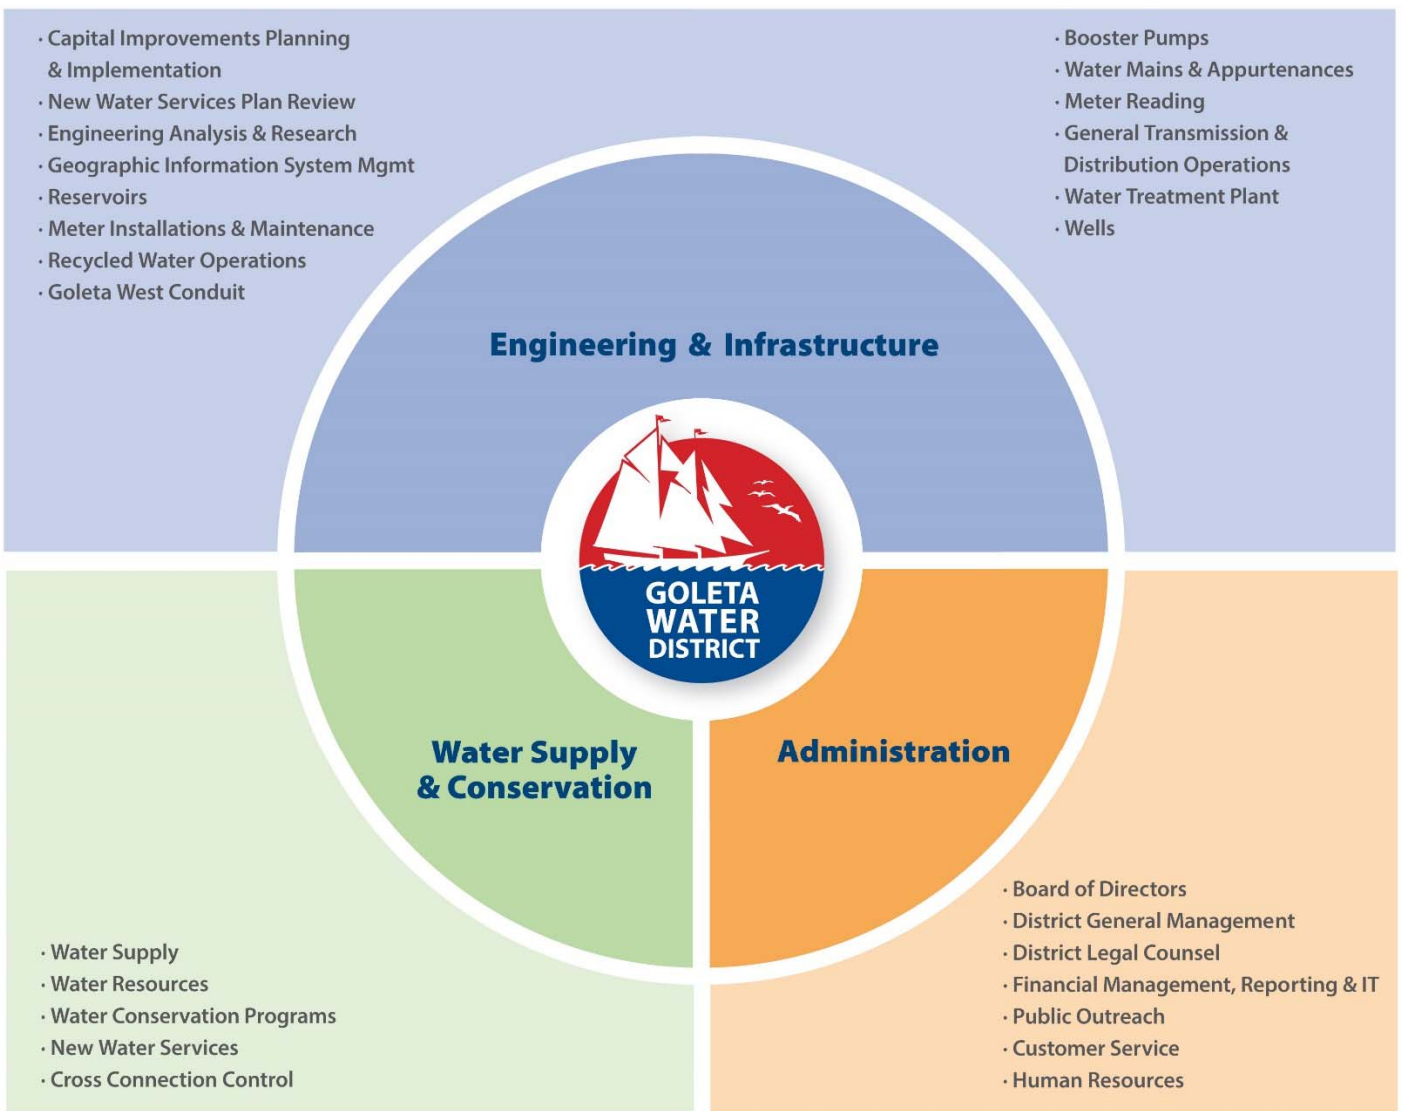 · Capital Improvements Planning
& Implementation
· New Water Services Plan Review
· Engineering Analysis & Research
· Geographic Information System Mgmt
· Reservoirs
· Meter Installations & Maintenance
· Recycled Water Operations
· Goleta West Conduit
· Booster Pumps
· Water Mains & Appurtenances
· Meter Reading
· General Transmission &
Distribution Operations
· Water Treatment Plant
· Wells
Engineering & Infrastructure
GOLETA
WATER
DISTRICT
Water Supply
& Conservation
Administration
· Water Supply
· Water Resources
· Water Conservation Programs
· New Water Services
· Cross Connection Control
· Board of Directors
· District General Management
· District Legal Counsel
· Financial Management, Reporting & IT
· Public Outreach
· Customer Service
· Human Resources